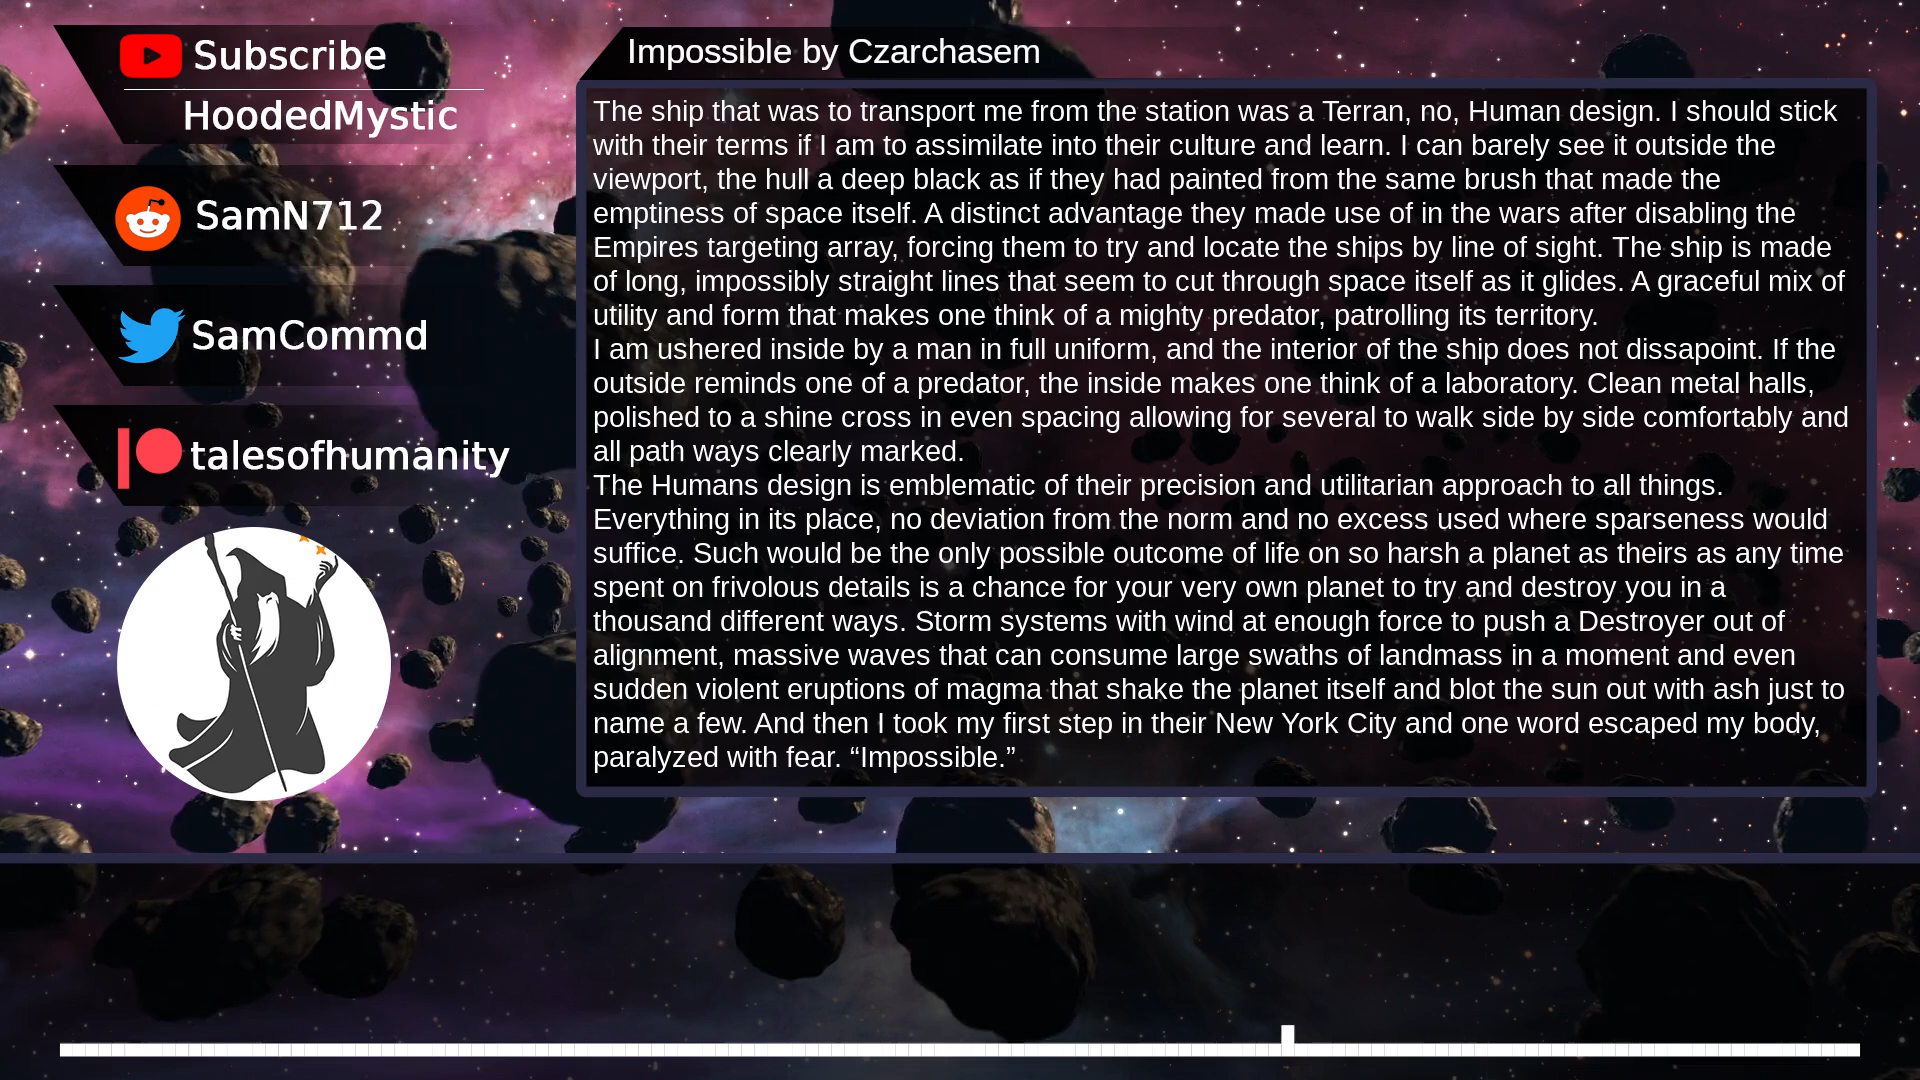 Subscribe
HoodedMystic
SamN712
SamCommd
talesofhumanity
Impossible by Czarchasem
The ship that was to transport me from the station was a Terran, no, Human design. I should stick
with their terms if I am to assimilate into their culture and learn. I can barely see it outside the
viewport, the hull a deep black as if they had painted from the same brush that made the
emptiness of space itself. A distinct advantage they made use of in the wars after disabling the
Empires targeting array, forcing them to try and locate the ships by line of sight. The ship is made
of long, impossibly straight lines that seem to cut through space itself as it glides. A graceful mix of
utility and form that makes one think of a mighty predator, patrolling its territory.
I am ushered inside by a man in full uniform, and the interior of the ship does not dissapoint. If the
outside reminds one of a predator, the inside makes one think of a laboratory. Clean metal halls,
polished to a shine cross in even spacing allowing for several to walk side by side comfortably and
all path ways clearly marked.
The Humans design is emblematic of their precision and utilitarian approach to all things.
Everything in its place, no deviation from the norm and no excess used where sparseness would
suffice. Such would be the only possible outcome of life on so harsh a planet as theirs as any time
spent on frivolous details is a chance for your very own planet to try and destroy you in a
thousand different ways. Storm systems with wind at enough force to push a Destroyer out of
alignment, massive waves that can consume large swaths of landmass in a moment and even
sudden violent eruptions of magma that shake the planet itself and blot the sun out with ash just to
name a few. And then I took my first step in their New York City and one word escaped my body,
paralyzed with fear. “Impossible.”